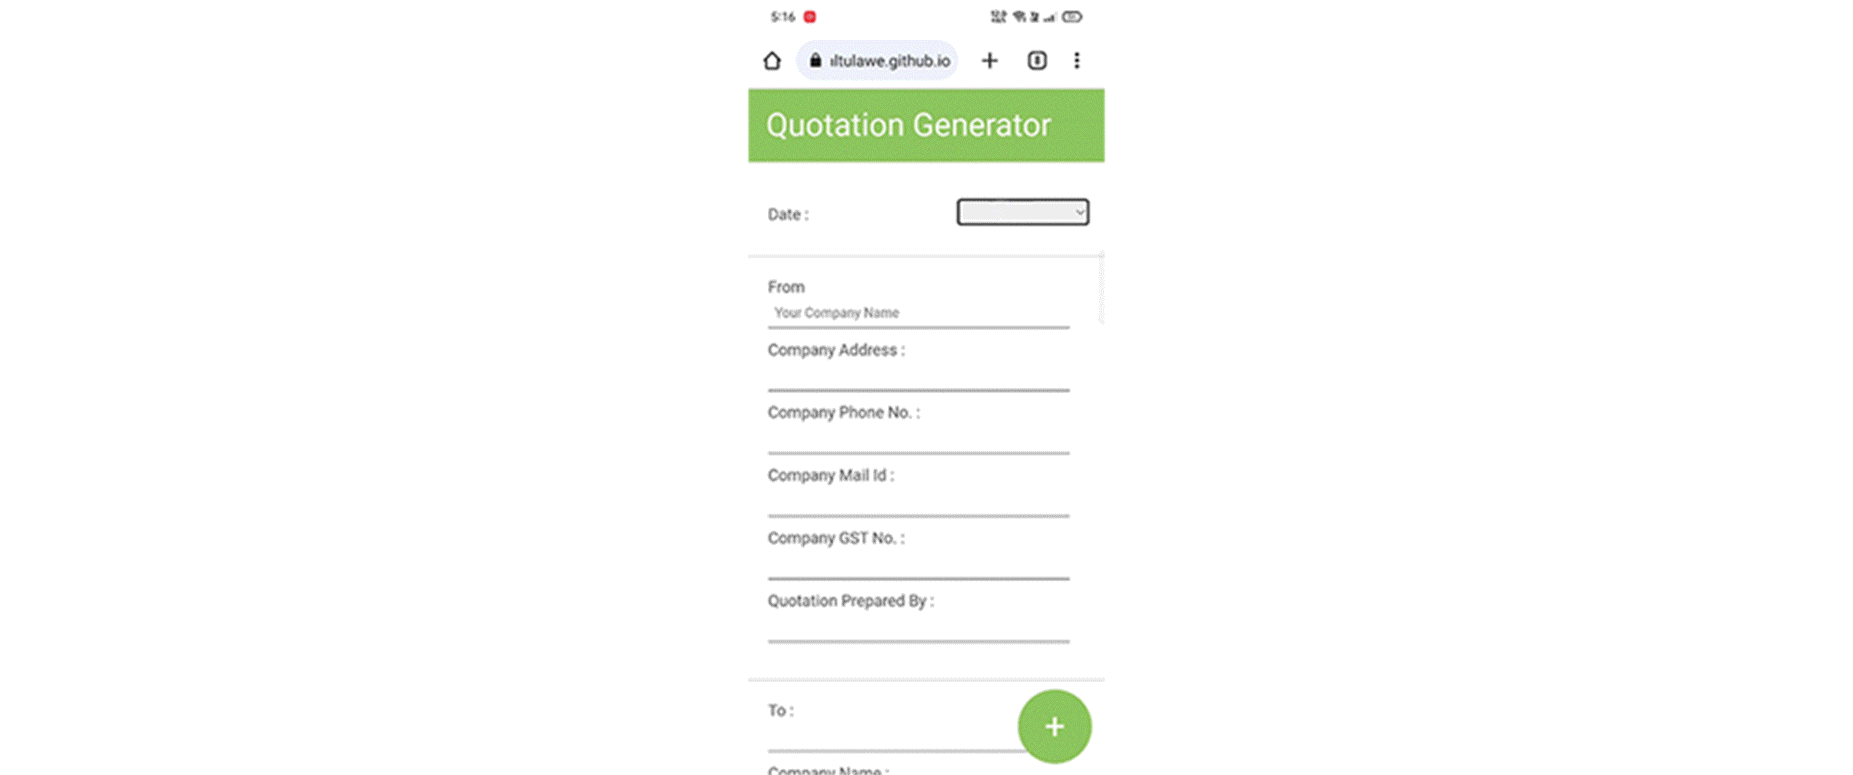 5:16
ıltulawe.github.io
Quotation Generator
Date :
From
Your Company Name
Company Address :
Company Phone No. :
Company Mail Id :
Company GST No. :
Quotation Prepared By :
To :
Company Name :